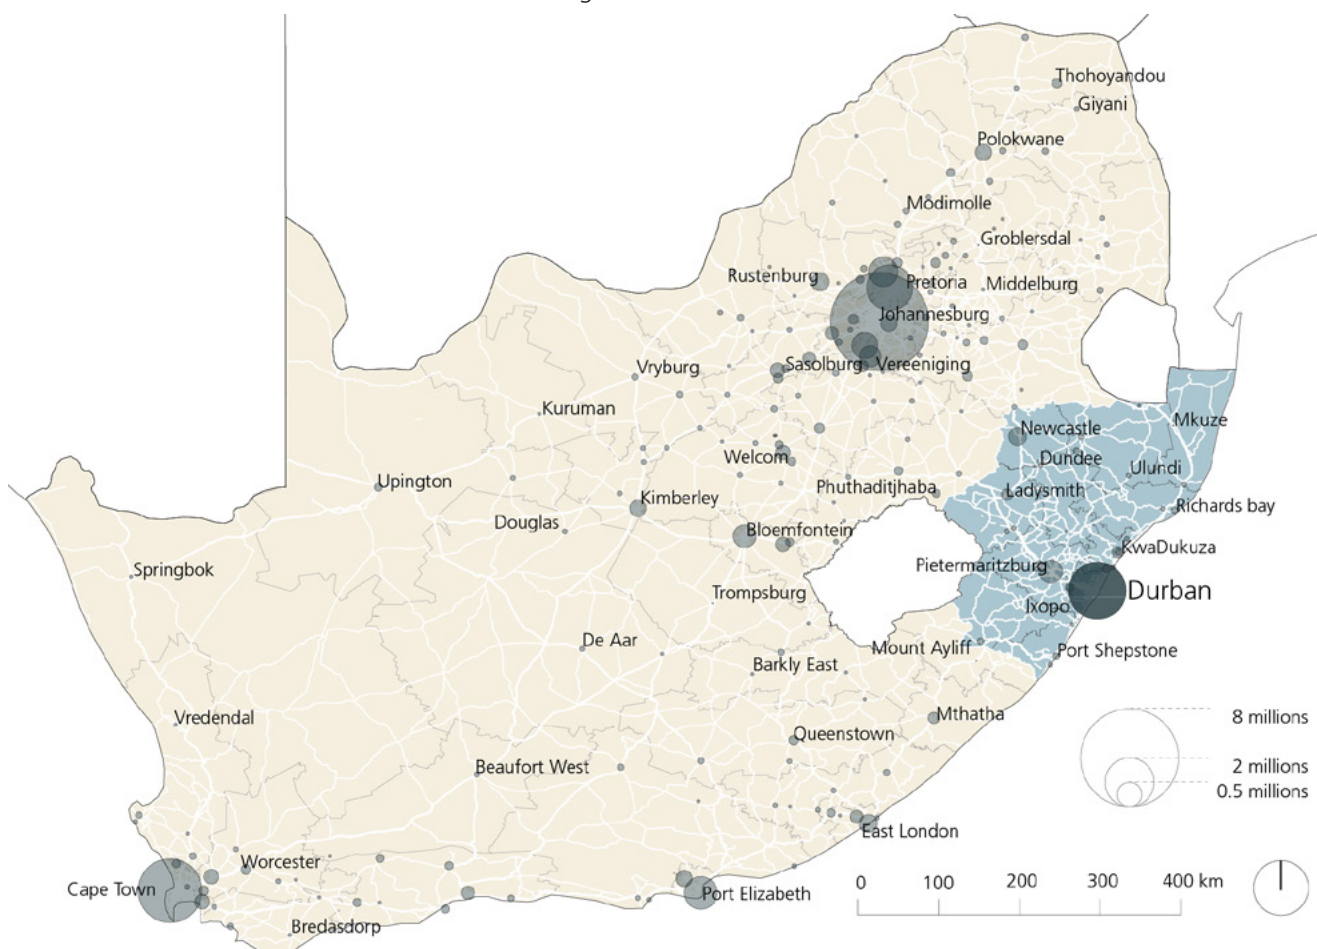 Thohoyandou
Giyani
Polokwane
Modimolle
Groblersdal
Rustenburg
Pretoria
Middelburg
Johannesburg
Sasolburg
Vereeniging
Vryburg
Kuruman
Newcastle
Mkuze
Welcom
Dundee
Ulundi
Upington
Phuthaditjhaba
Ladysmith
Kimberley
Richards bay
Douglas
Bloemfontein
KwaDukuza
Springbok
Pietermaritzburg
Durban
Trompsburg
Ixopo
De Aar
Mount Ayliff
Port Shepstone
Barkly East
Vredendal
Mthatha
8 millions
Queenstown
Beaufort West
2 millions
0.5 millions
East London
Worcester
Cape Town
Port Elizabeth
0 100 200 300 400 km
Bredasdorp